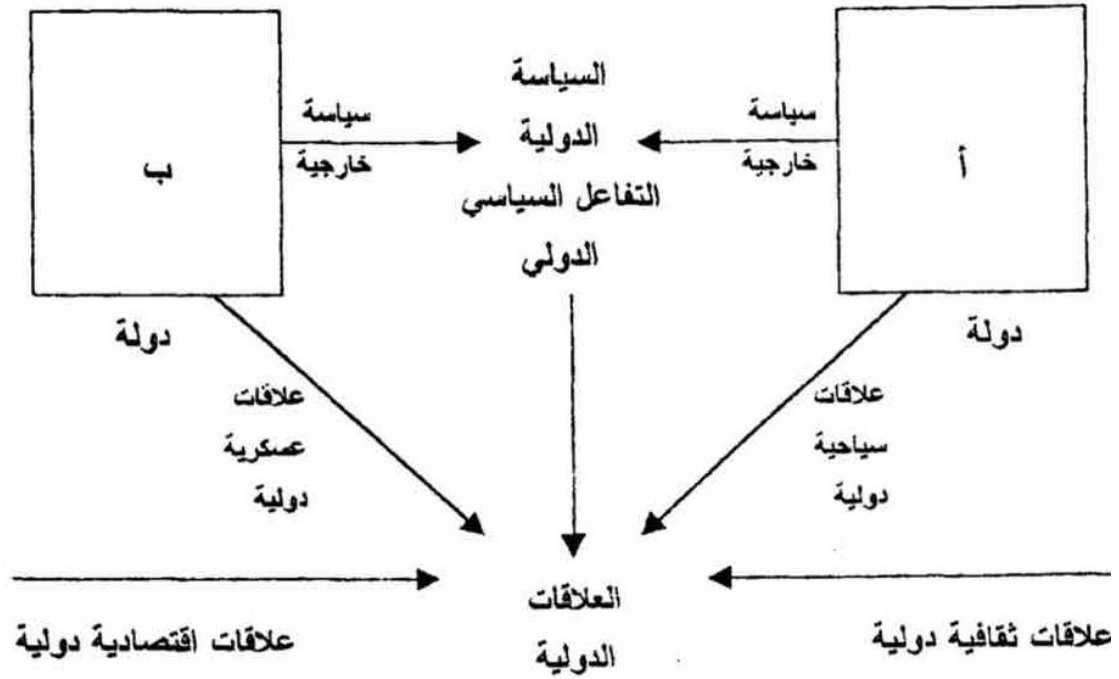 السياسة
الدولية
التفاعل السياسي
الدولي
سياسة
خارجية
أ
دولة
سياسة
خارجية
ب
دولة
علاقات
سياحية
دولية
علاقات
عسكرية
دولية
العلاقات
الدولية
علاقات ثقافية دولية
علاقات اقتصادية دولية